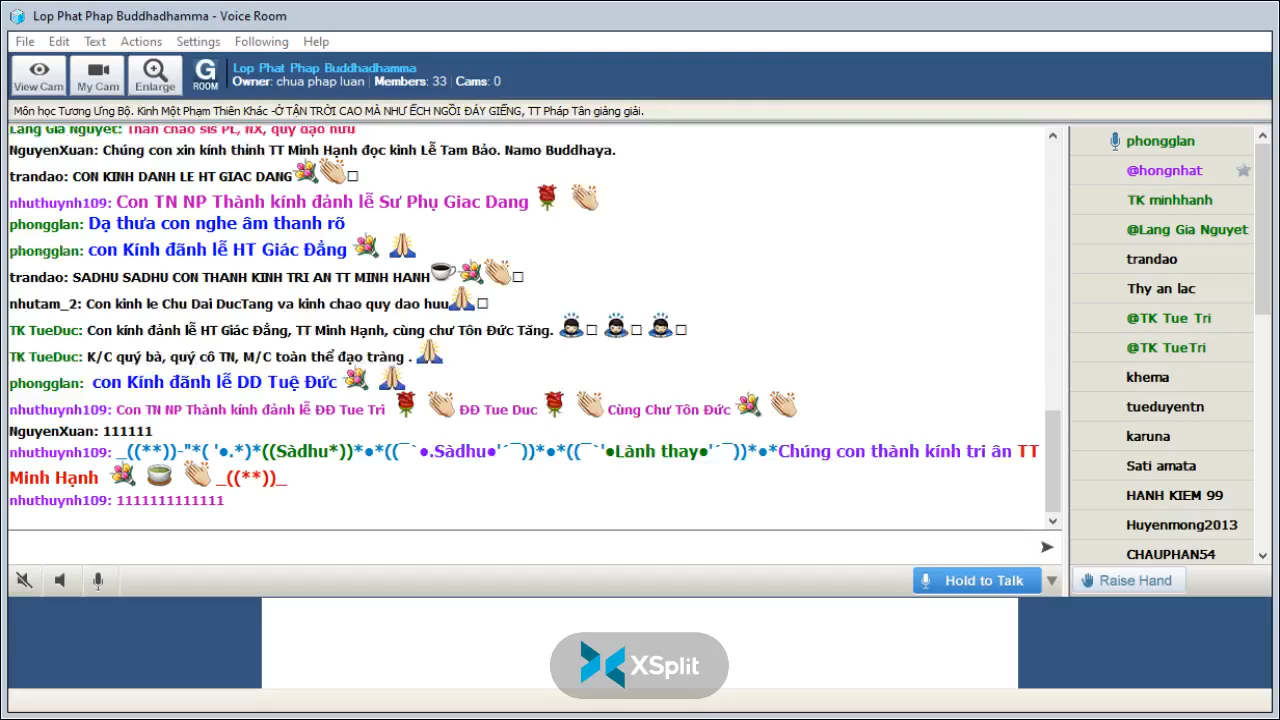 Lop Phat Phap Buddhadhamma - Voice Room
File Edit Text Actions Settings Following Help
View Cam My Cam Enlarge G ROOM Lop Phat Phap Buddhadhamma
Owner: chua phap luan | Members: 33 | Cams: 0
Môn học Tương Ưng Bộ. Kinh Một Phạm Thiên Khác -Ở TẬN TRỜI CAO MÀ NHƯ ẾCH NGỒI ĐÁY GIẾNG, TT Pháp Tân giảng giải.
Lang Gia Nguyet: Thân chào sis PL, NX, quý đạo hữu
NguyenXuan: Chúng con xin kính thỉnh TT Minh Hạnh đọc kinh Lễ Tam Bảo. Namo Buddhaya.
trandao: CON KINH DANH LE HT GIAC DANG
nhuthuynh109: Con TN NP Thành kính đảnh lễ Sư Phụ Giac Dang
phongglan: Dạ thưa con nghe âm thanh rõ
phongglan: con Kính đãnh lễ HT Giác Đẳng
trandao: SADHU SADHU CON THANH KINH TRI AN TT MINH HANH
nhutam_2: Con kinh le Chu Dai DucTang va kinh chao quy dao huu
TK TueDuc: Con kính đảnh lễ HT Giác Đẳng, TT Minh Hạnh, cùng chư Tôn Đức Tăng.
TK TueDuc: K/C quý bà, quý cô TN, M/C toàn thể đạo tràng .
phongglan: con Kính đãnh lễ DD Tuệ Đức
nhuthuynh109: Con TN NP Thành kính đảnh lễ ĐĐ Tue Tri ĐĐ Tue Duc Cùng Chư Tôn Đức
NguyenXuan: 111111
nhuthuynh109: _((**))-"*( '●.*)*((Sàdhu*))*●*((¯`●.Sàdhu●'´¯))*●*((¯`'●Lành thay●'´¯))*●*Chúng con thành kính tri ân TT
Minh Hạnh _((**))_
nhuthuynh109: 1111111111111
Hold to Talk
phongglan
@hongnhat
TK minhhanh
@Lang Gia Nguyet
trandao
Thy an lac
@TK Tue Tri
@TK TueTri
khema
tueduyentn
karuna
Sati amata
HANH KIEM 99
Huyenmong2013
CHAUPHAN54
Raise Hand
XSplit